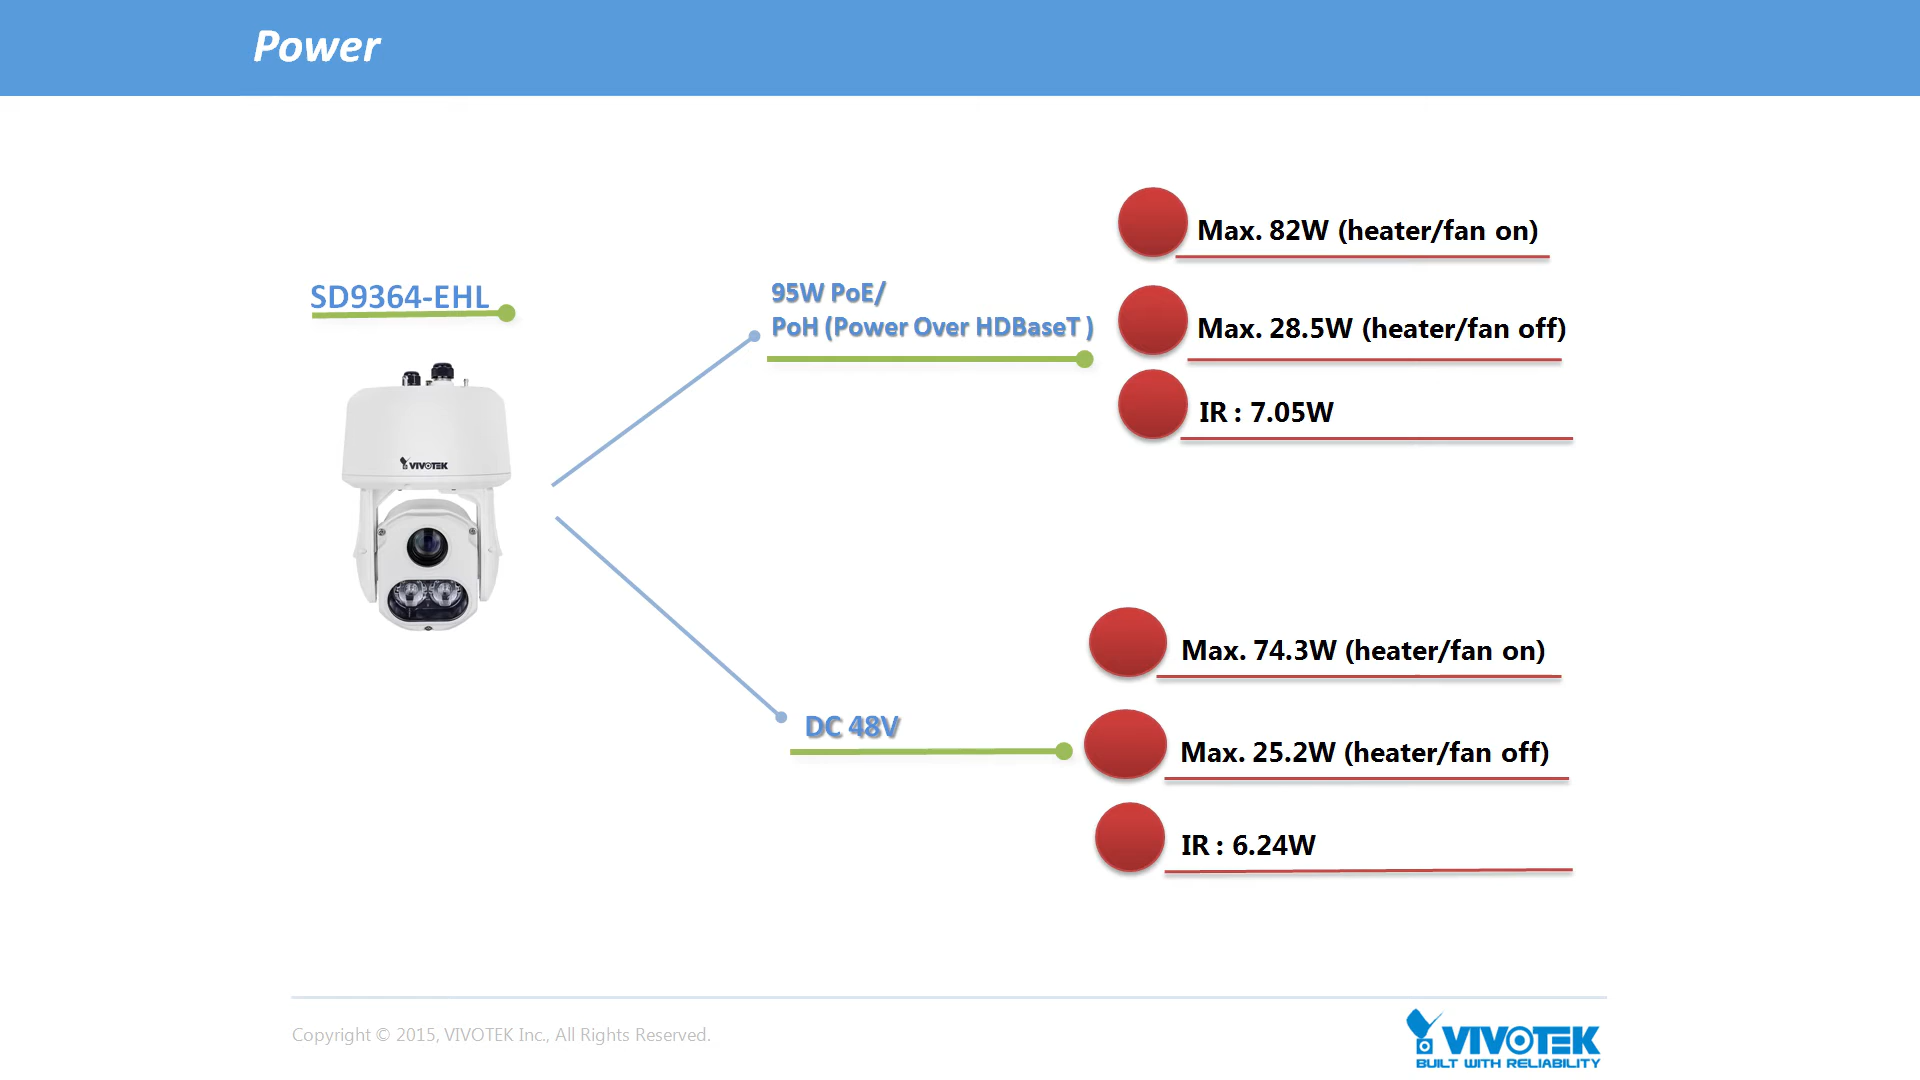 Power
SD9364-EHL
VIVOTEK
95W PoE/
PoH (Power Over HDBaseT )
Max. 82W (heater/fan on)
Max. 28.5W (heater/fan off)
IR : 7.05W
DC 48V
Max. 74.3W (heater/fan on)
Max. 25.2W (heater/fan off)
IR : 6.24W
Copyright © 2015, VIVOTEK Inc., All Rights Reserved.
VIVOTEK
BUILT WITH RELIABILITY